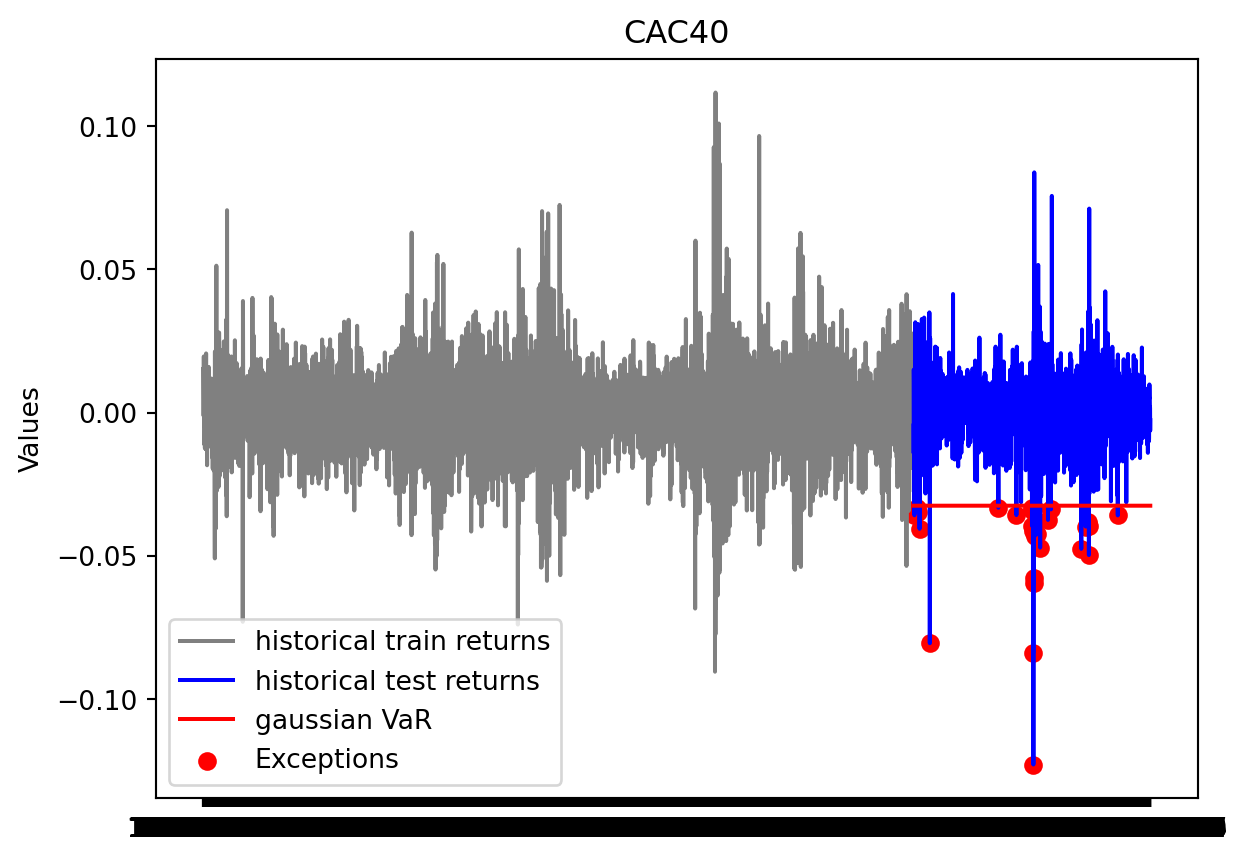 CAC40
Values
0.10
0.05
0.00
−0.05
−0.10
historical train returns
historical test returns
gaussian VaR
Exceptions